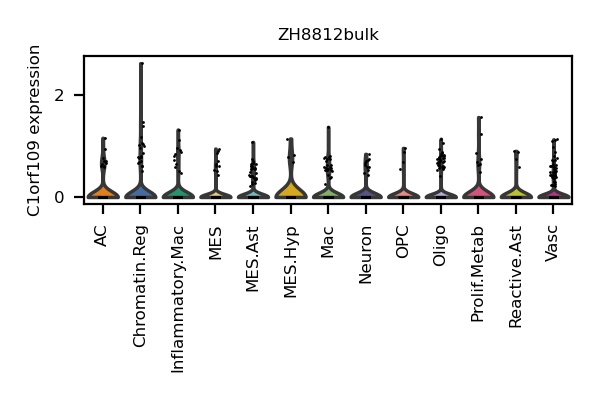 ZH8812bulk
C1orf109 expression
2
0
AC
Chromatin.Reg
Inflammatory.Mac
MES
MES.Ast
MES.Hyp
Mac
Neuron
OPC
Oligo
Prolif.Metab
Reactive.Ast
Vasc